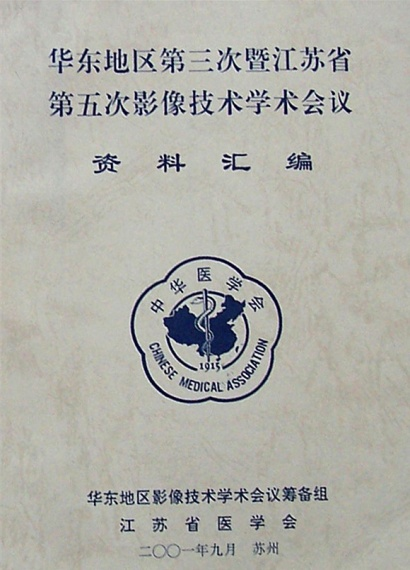 华东地区第三次暨江苏省
第五次影像技术学术会议
资料汇编
中华医学会
1915
CHINESE MEDICAL ASSOCIATION
华东地区影像技术学术会议筹备组
江苏省医学会
二〇〇一年九月 苏州